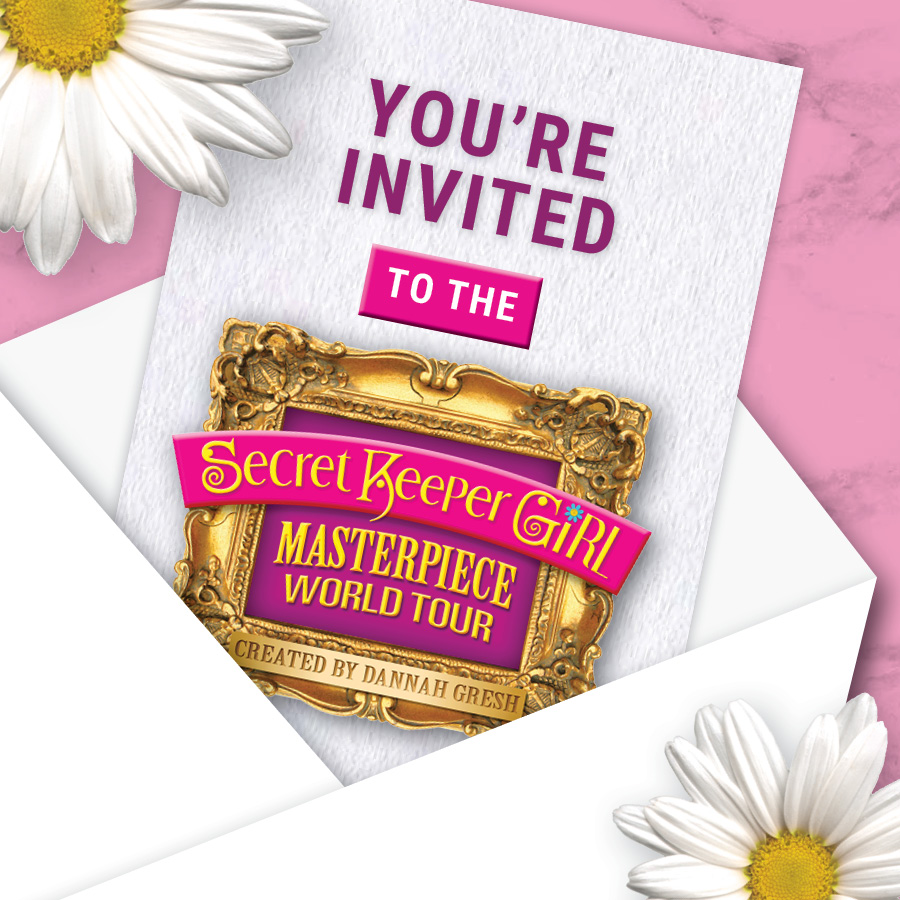 YOU'RE
INVITED
TO THE
Secret Keeper Girl
MASTERPIECE
WORLD TOUR
CREATED BY DANNAH GRESH